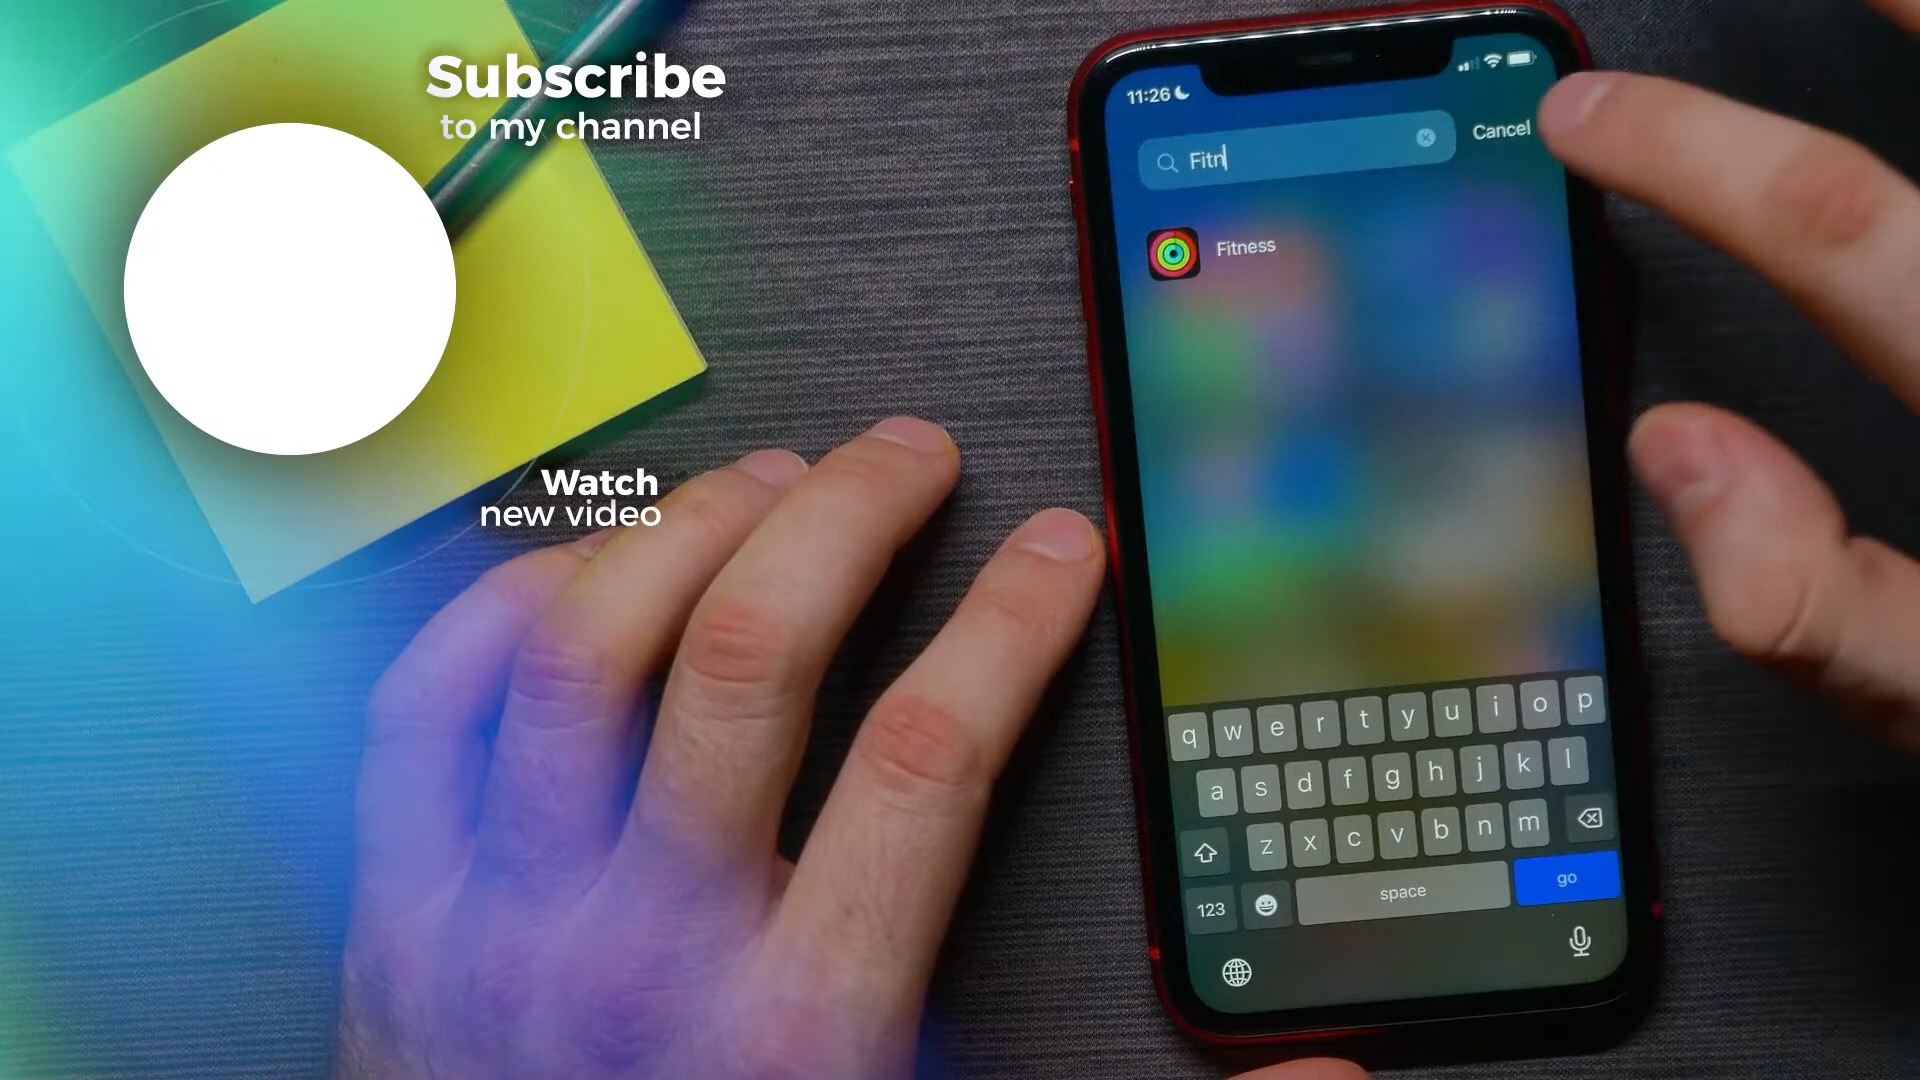 Subscribe
to my channel
Watch
new video
11:26
Fitn
Cancel
Fitness
q w e r t y u i o p
a s d f g h j k l
z x c v b n m
123
space
go